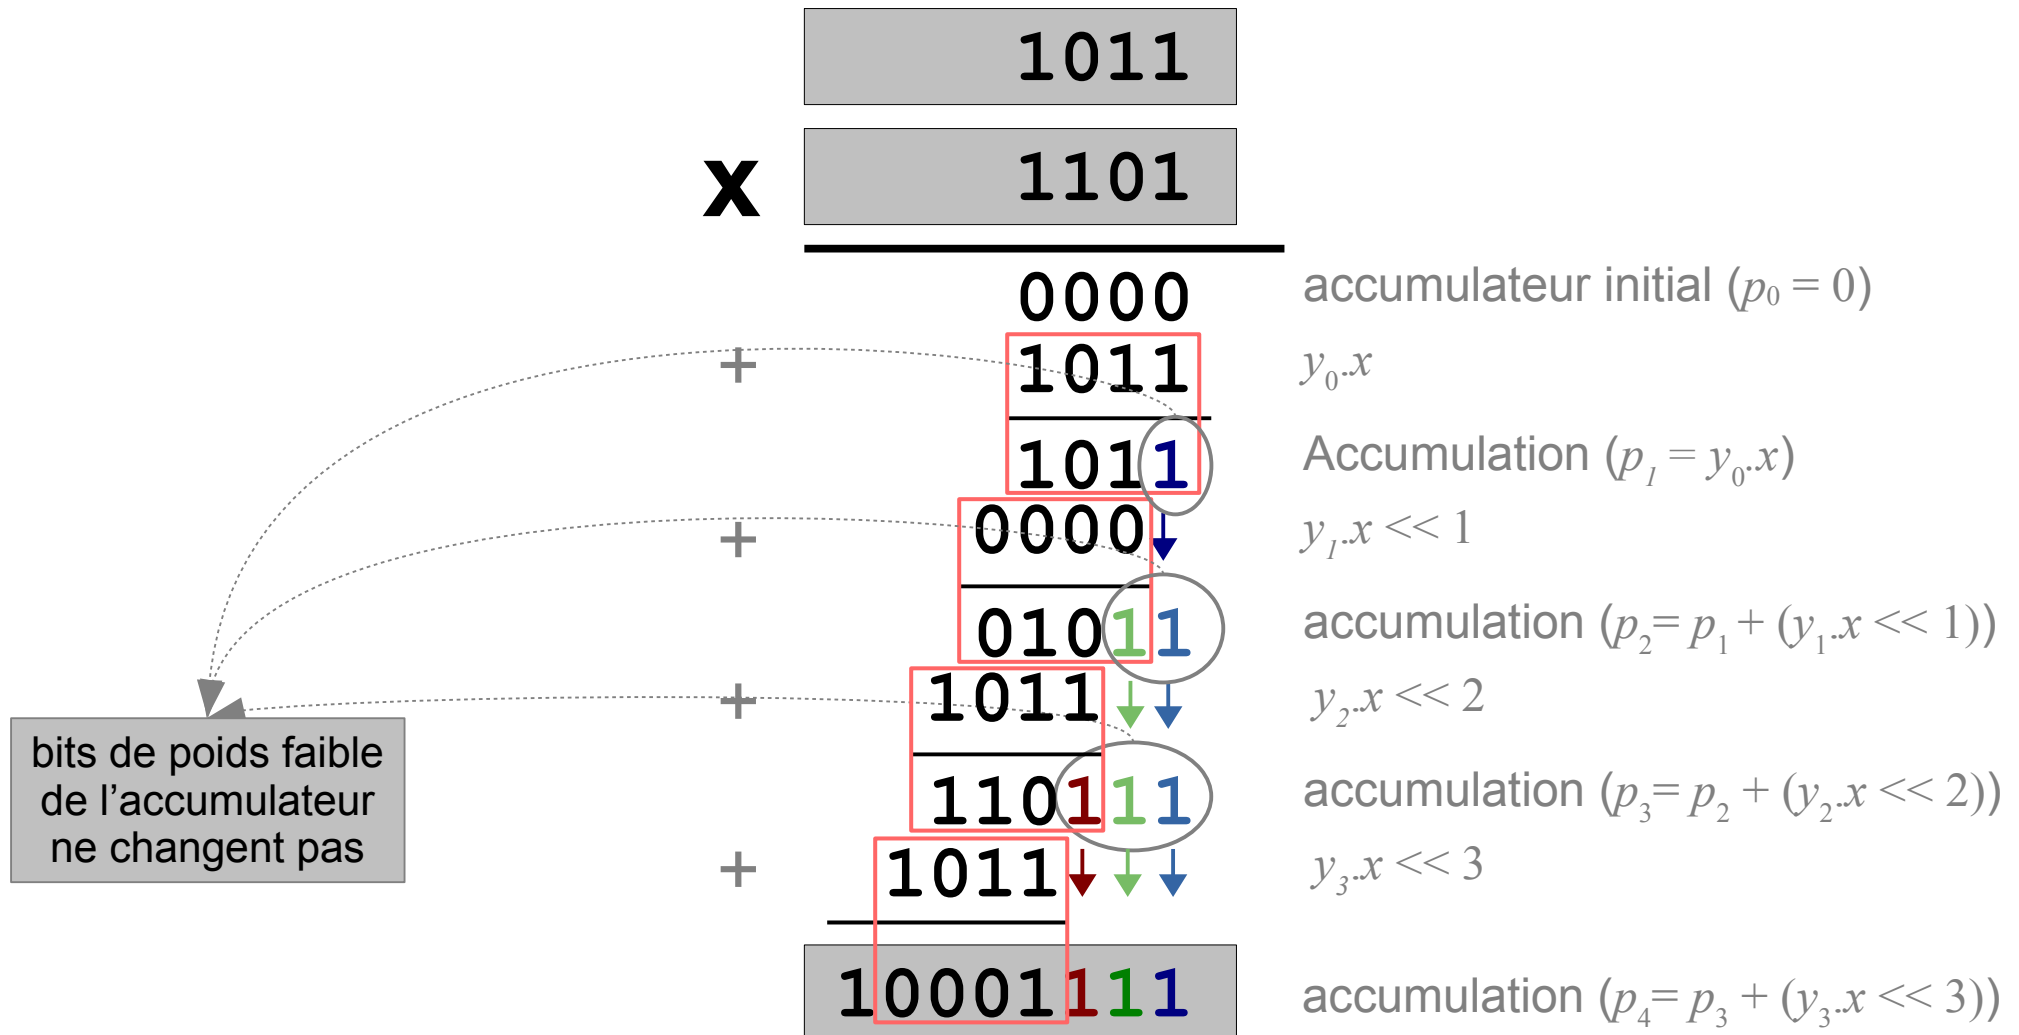 1011
x 1101
0000 accumulateur initial (p0 = 0)
+ 1011 y0.x
1011 Accumulation (p1 = y0.x)
+ 0000 y1.x << 1
01011 accumulation (p2= p1 + (y1.x << 1))
+ 1011 y2.x << 2
110111 accumulation (p3= p2 + (y2.x << 2))
+ 1011 y3.x << 3
10001111 accumulation (p4= p3 + (y3.x << 3))
bits de poids faible
de l’accumulateur
ne changent pas